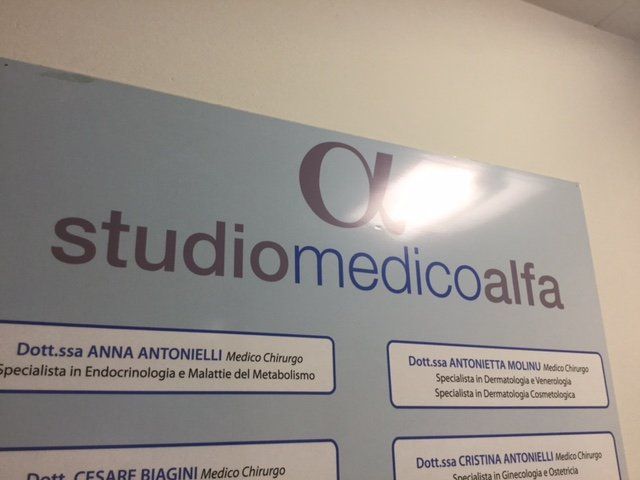 α
studiomedicoalfa
Dott.ssa ANNA ANTONIELLI Medico Chirurgo
Specialista in Endocrinologia e Malattie del Metabolismo
Dott.ssa ANTONIETTA MOLINU Medico Chirurgo
Specialista in Dermatologia e Venerologia
Specialista in Dermatologia Cosmetologica
Dott. CESARE BIAGINI Medico Chirurgo
Dott.ssa CRISTINA ANTONIELLI Medico Chirurgo
Specialista in Ginecologia e Ostetricia